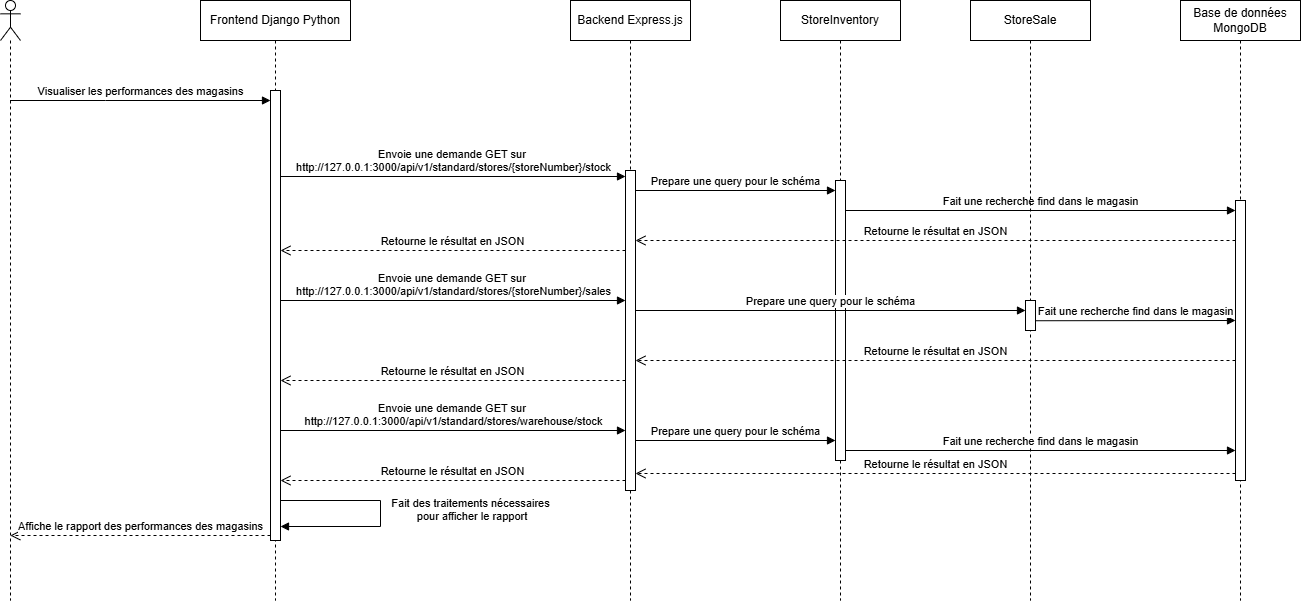 Frontend Django Python
Backend Express.js
StoreInventory
StoreSale
Base de données
MongoDB
Visualiser les performances des magasins
Envoie une demande GET sur
http://127.0.0.1:3000/api/v1/standard/stores/{storeNumber}/stock
Prepare une query pour le schéma
Fait une recherche find dans le magasin
Retourne le résultat en JSON
Retourne le résultat en JSON
Envoie une demande GET sur
http://127.0.0.1:3000/api/v1/standard/stores/{storeNumber}/sales
Prepare une query pour le schéma
Fait une recherche find dans le magasin
Retourne le résultat en JSON
Retourne le résultat en JSON
Envoie une demande GET sur
http://127.0.0.1:3000/api/v1/standard/stores/warehouse/stock
Prepare une query pour le schéma
Fait une recherche find dans le magasin
Retourne le résultat en JSON
Retourne le résultat en JSON
Fait des traitements nécessaires
pour afficher le rapport
Affiche le rapport des performances des magasins